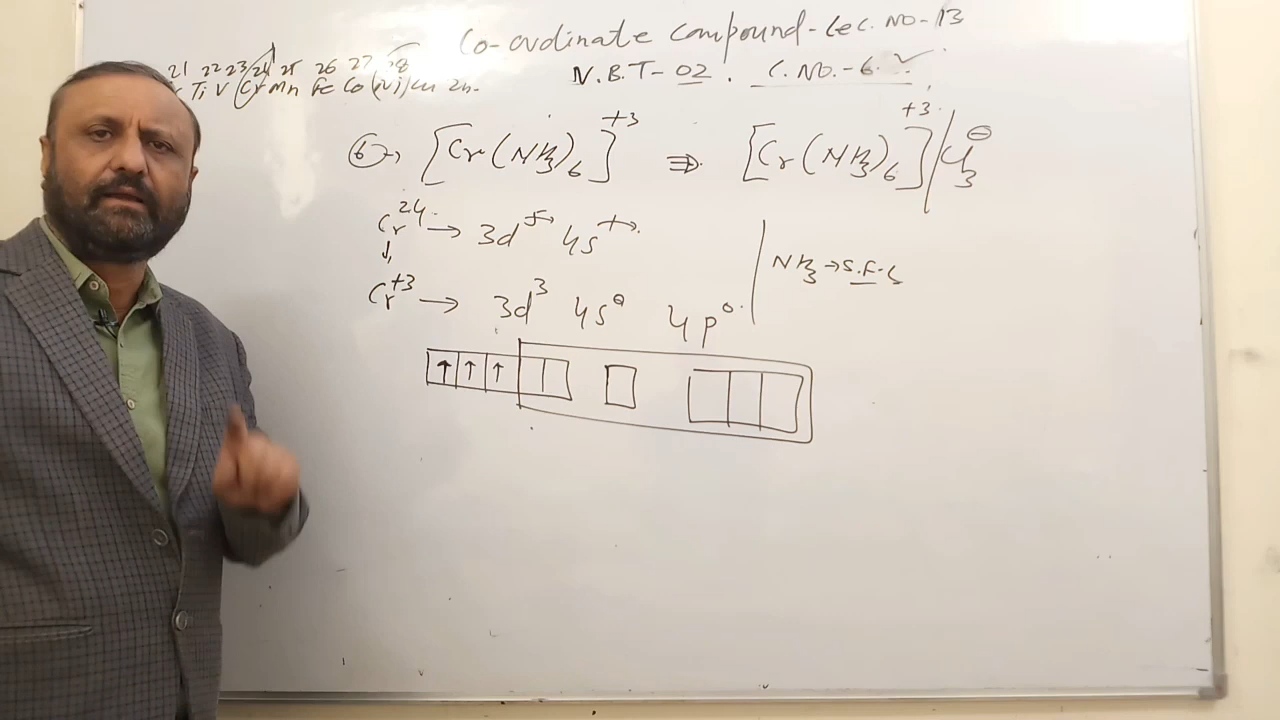 Co-ordinate compound - Lec. No-13
21 22 23 24 25 26 27 28
Ti V Cr Mn Fe Co (Ni) Cu Zn.
V.B.T-02. C.No.-6. ✓
⑥→ [Cr(NH3)6]+3 ⇒ [Cr(NH3)6]+3 Cl3⊖
Cr24 → 3d5 4s1
NH3 → S.F.L
↓
Cr+3 → 3d3 4s0 4p0
↑ ↑ ↑